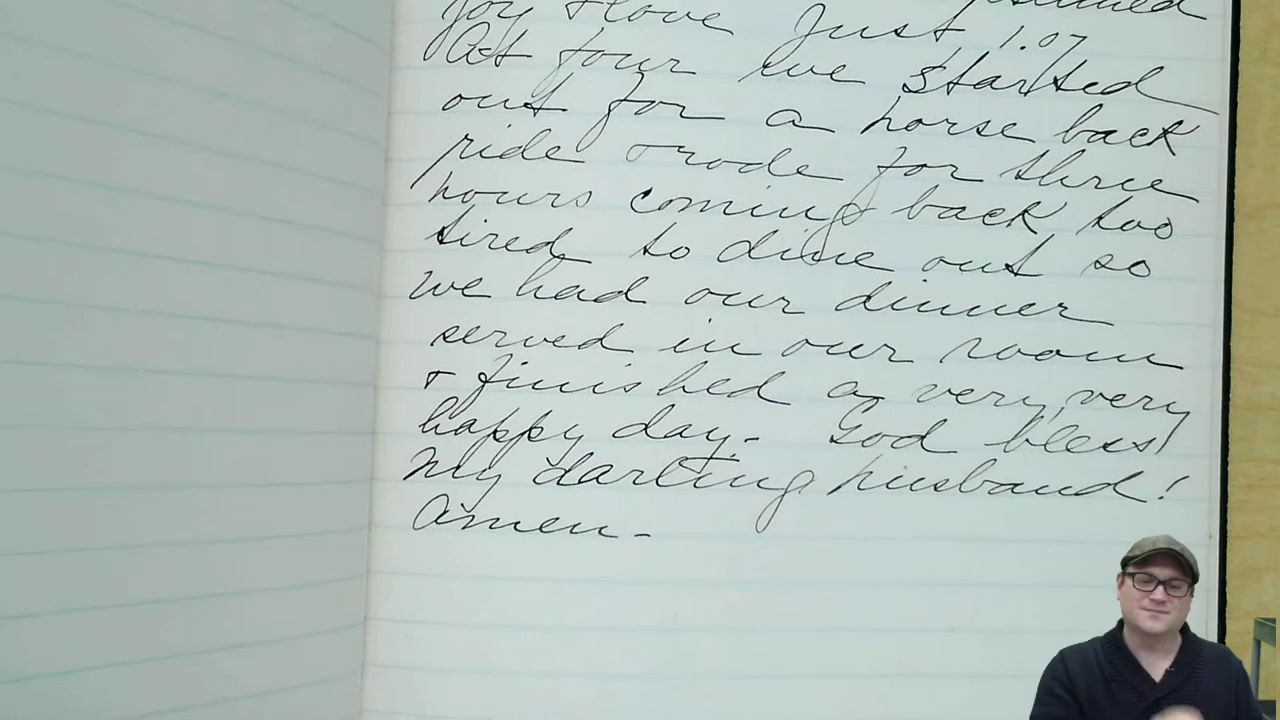 joy & love Just 1.07
At four we started
out for a horse back
ride & rode for three
hours coming back too
tired to dine out so
we had our dinner
served in our room
& finished a very, very
happy day. God bless
my darling husband!
Amen-